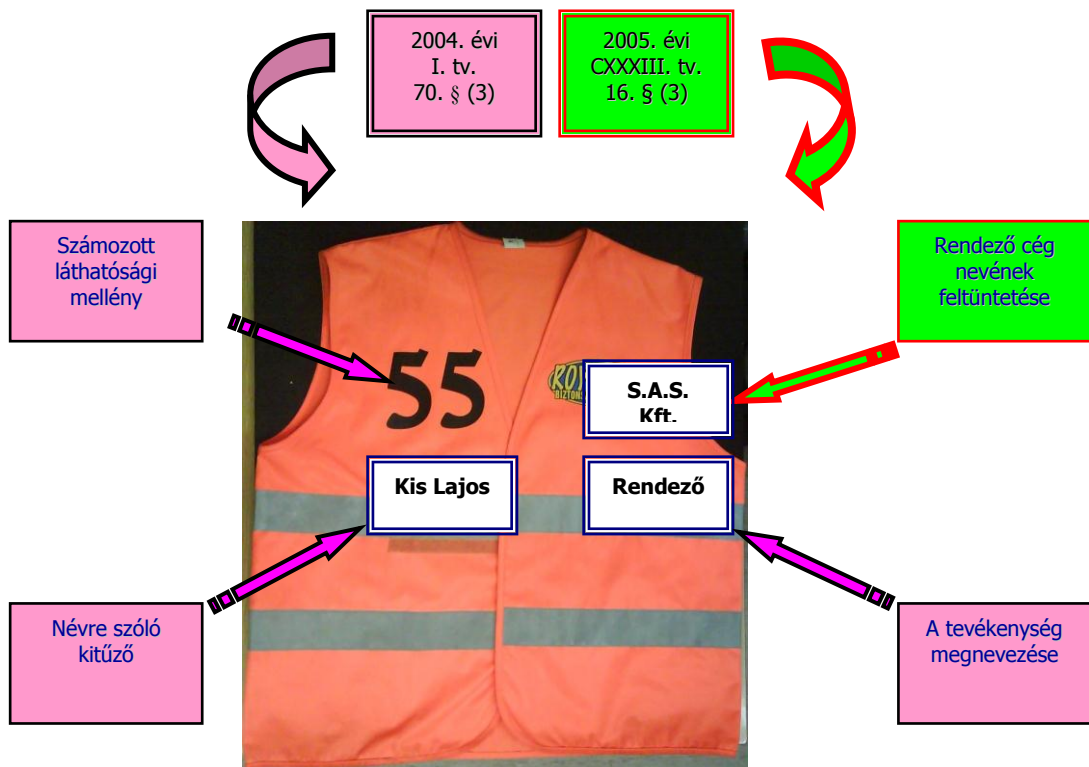 2004. évi
I. tv.
70. § (3)
2005. évi
CXXXIII. tv.
16. § (3)
Számozott
láthatósági
mellény
Rendező cég
nevének
feltüntetése
55
S.A.S.
Kft.
Kis Lajos
Rendező
Névre szóló
kitűző
A tevékenység
megnevezése